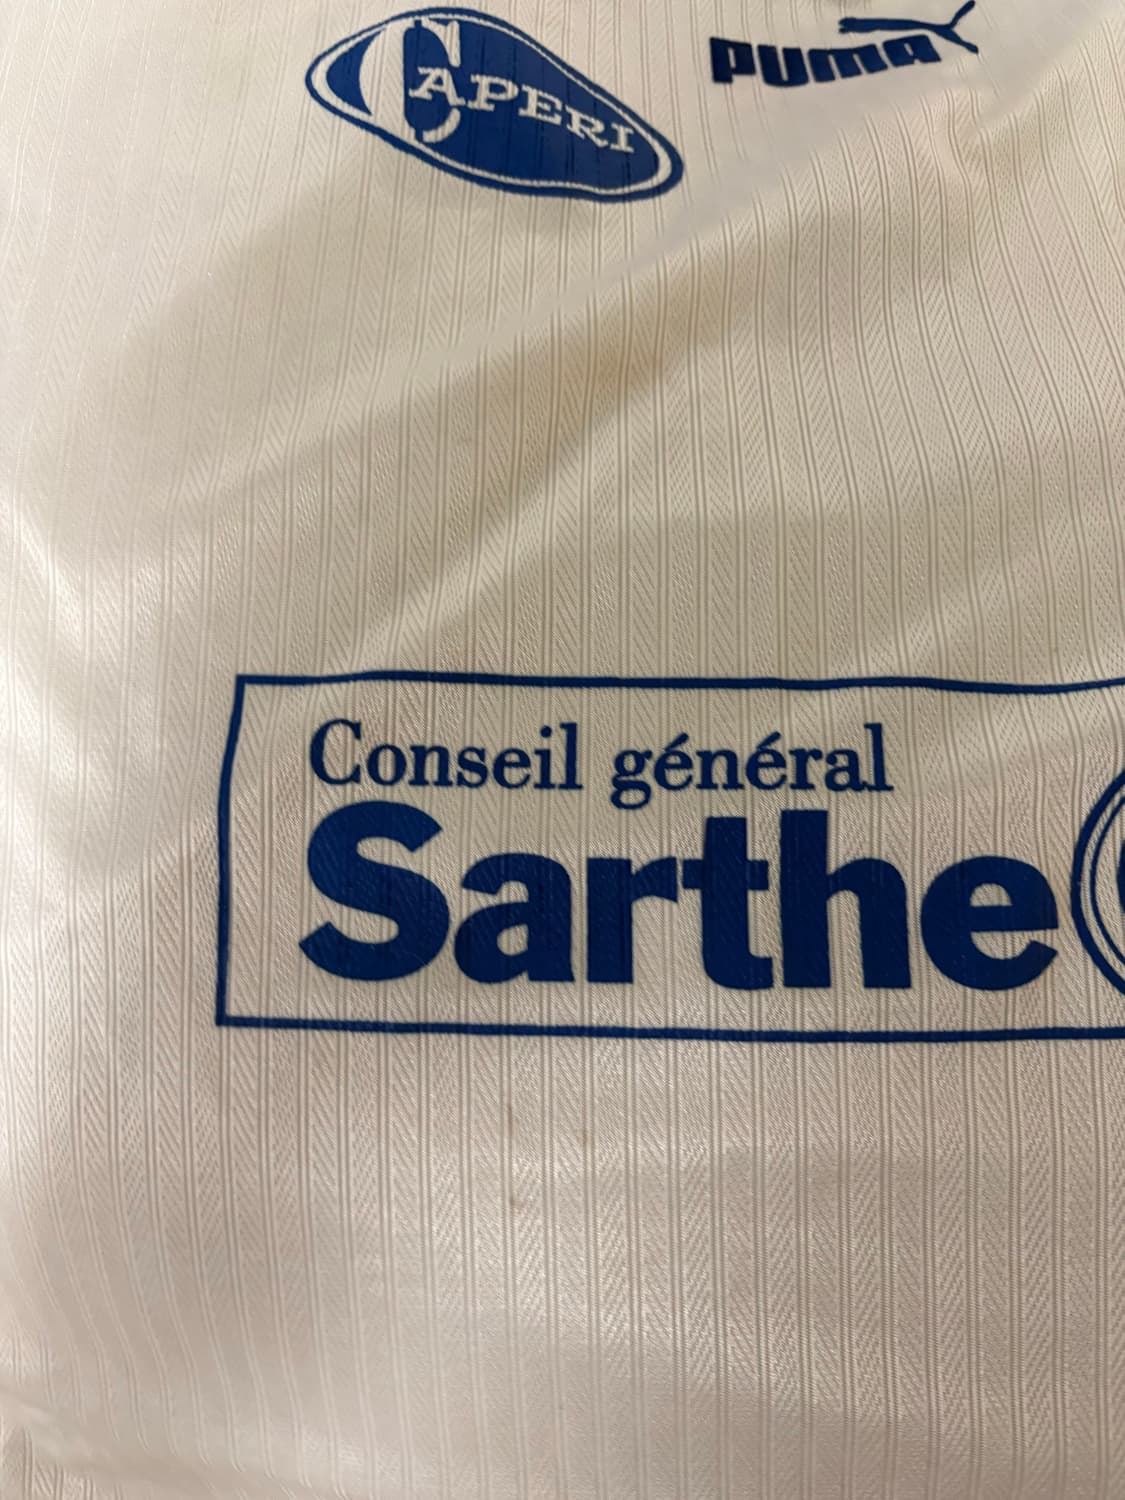 CAPERI
PUMA
Conseil général
Sarthe